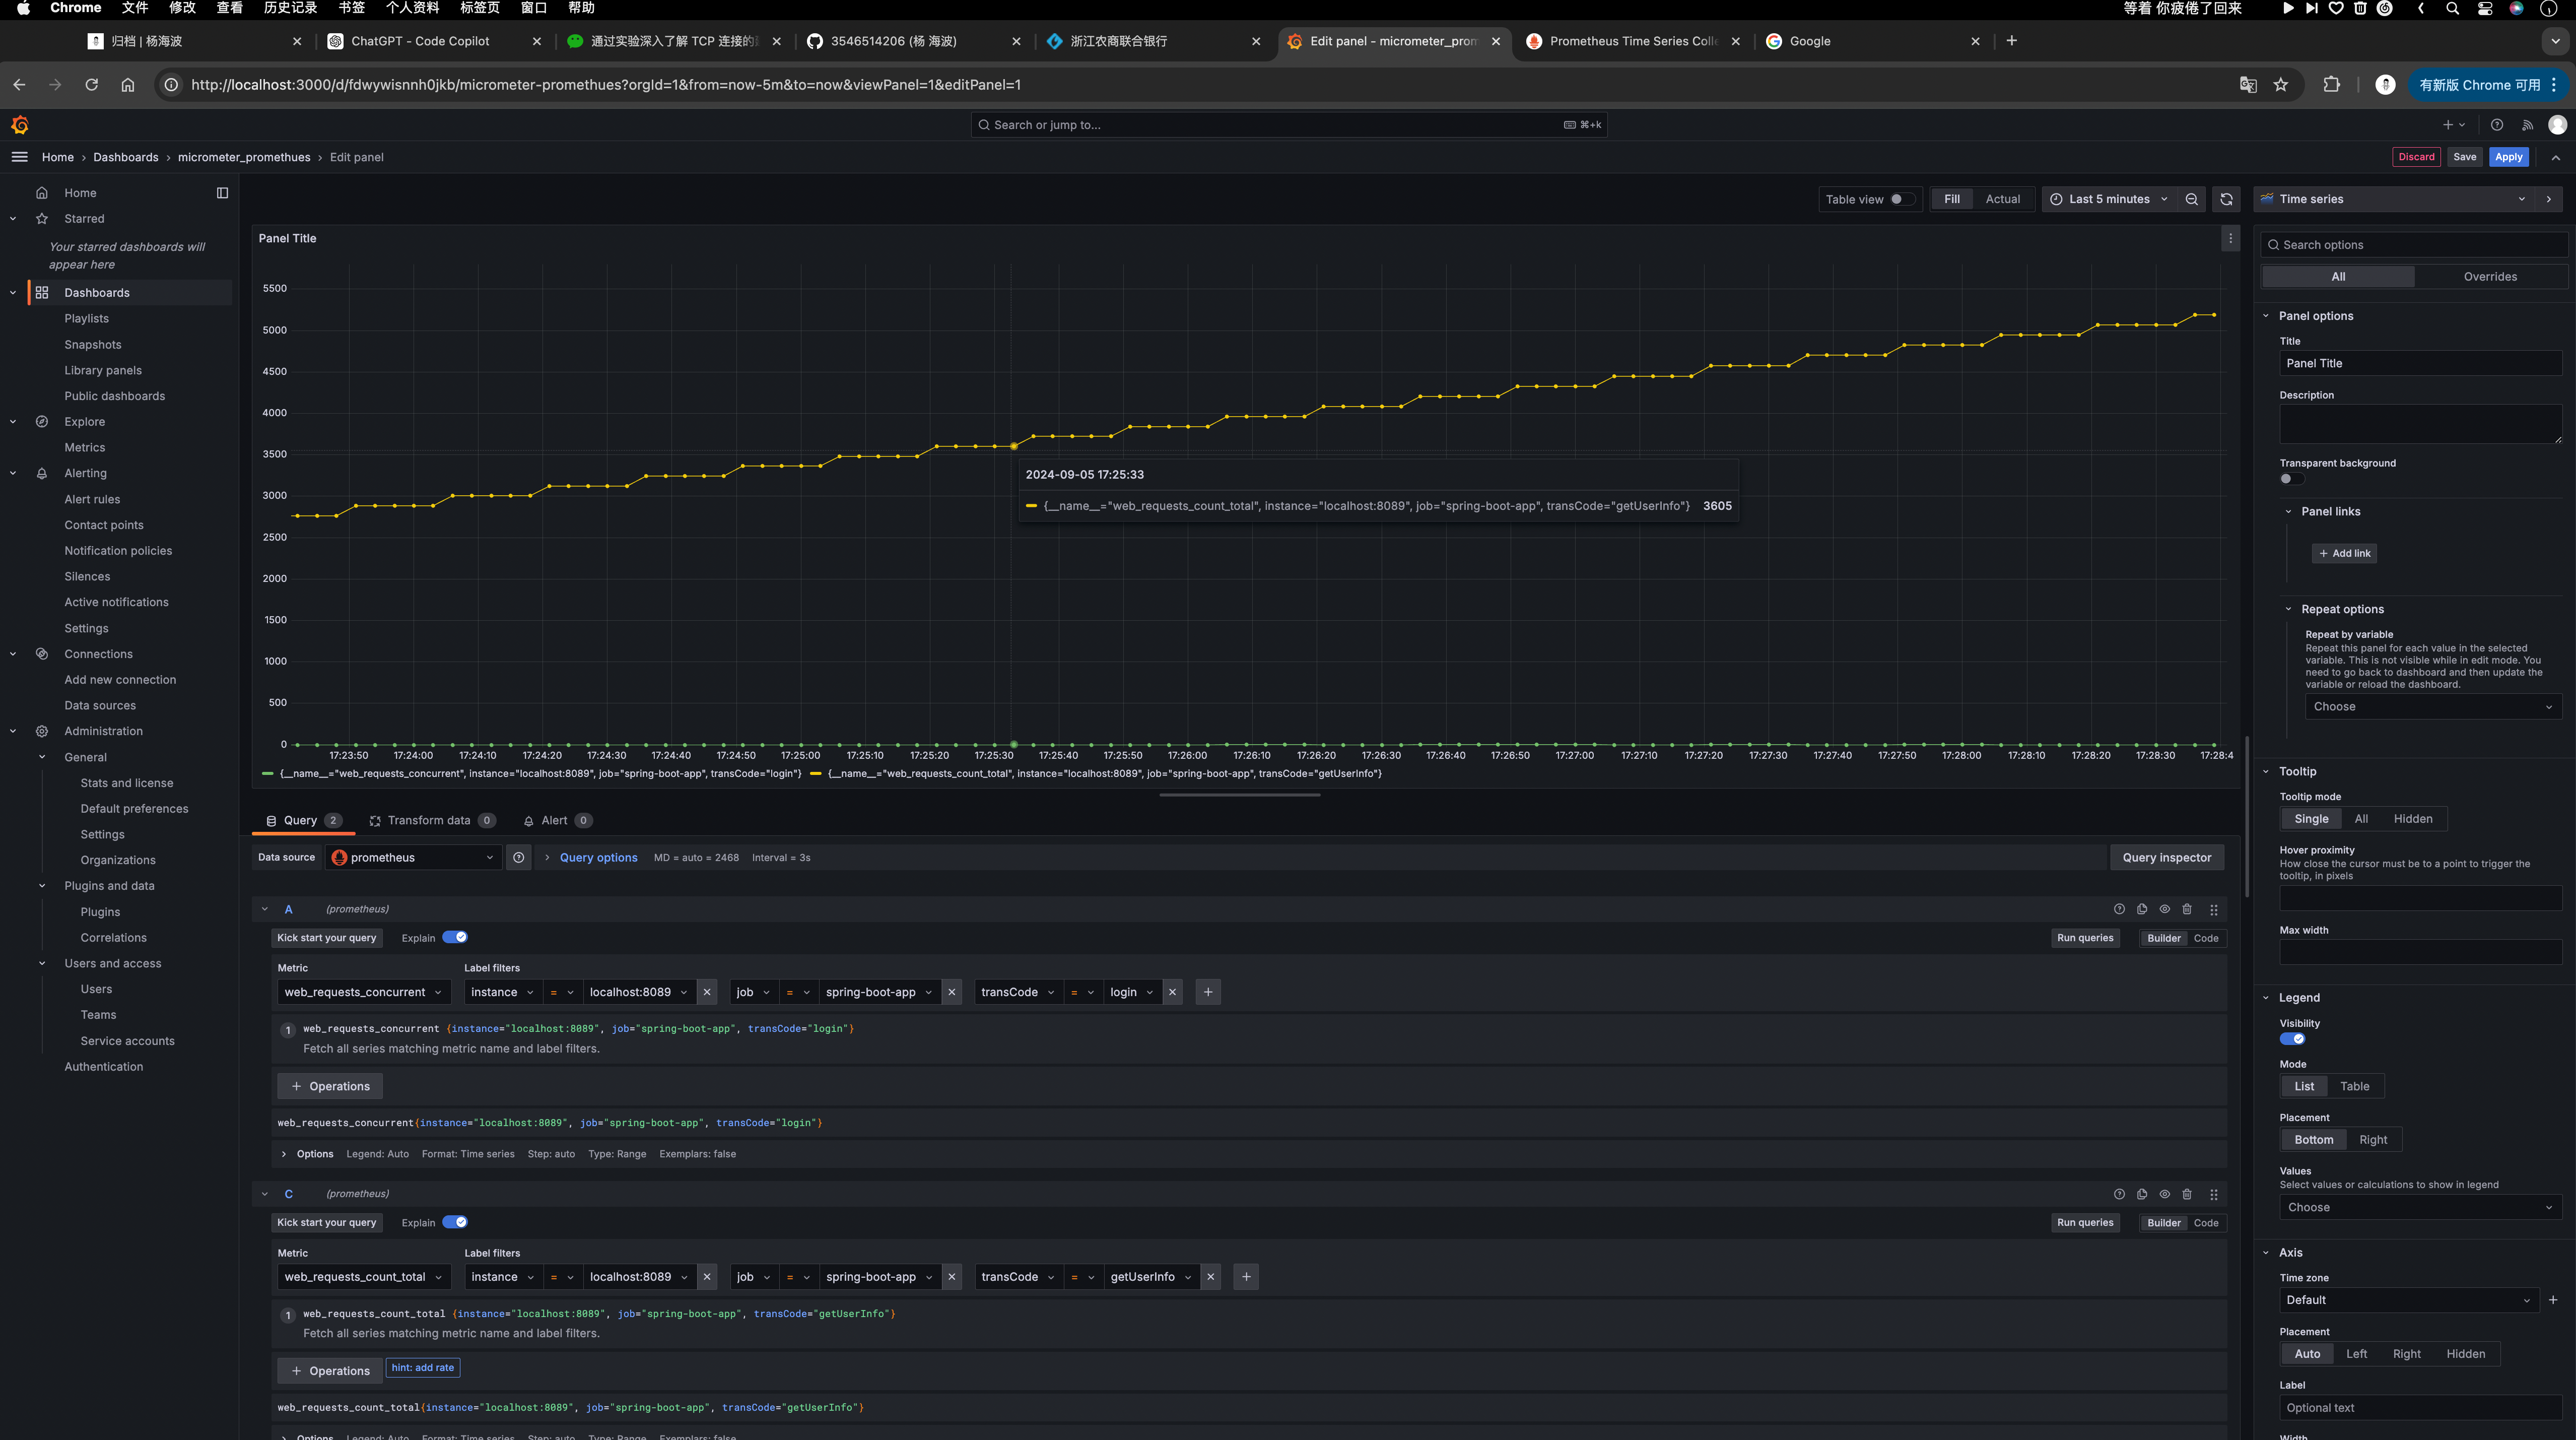 Chrome 文件 修改 查看 历史记录 书签 个人资料 标签页 窗口 帮助 等着 你疲倦了回来
归档 | 杨海波 ChatGPT - Code Copilot 通过实验深入了解 TCP 连接的 3546514206 (杨 海波) 浙江农商联合银行 Edit panel - micrometer_prom Prometheus Time Series Colle Google
http://localhost:3000/d/fdwywisnnh0jkb/micrometer-promethues?orgId=1&from=now-5m&to=now&viewPanel=1&editPanel=1 有新版 Chrome 可用
Search or jump to... ⌘+k
Home Dashboards micrometer_promethues Edit panel Discard Save Apply
Home
Starred
Your starred dashboards will
appear here
Dashboards
Playlists
Snapshots
Library panels
Public dashboards
Explore
Metrics
Alerting
Alert rules
Contact points
Notification policies
Silences
Active notifications
Settings
Connections
Add new connection
Data sources
Administration
General
Stats and license
Default preferences
Settings
Organizations
Plugins and data
Plugins
Correlations
Users and access
Users
Teams
Service accounts
Authentication
Table view Fill Actual Last 5 minutes
Panel Title
5500
5000
4500
4000
3500
3000
2500
2000
1500
1000
500
0
2024-09-05 17:25:33
{__name__="web_requests_count_total", instance="localhost:8089", job="spring-boot-app", transCode="getUserInfo"} 3605
17:23:50 17:24:00 17:24:10 17:24:20 17:24:30 17:24:40 17:24:50 17:25:00 17:25:10 17:25:20 17:25:30 17:25:40 17:25:50 17:26:00 17:26:10 17:26:20 17:26:30 17:26:40 17:26:50 17:27:00 17:27:10 17:27:20 17:27:30 17:27:40 17:27:50 17:28:00 17:28:10 17:28:20 17:28:30 17:28:4
{__name__="web_requests_concurrent", instance="localhost:8089", job="spring-boot-app", transCode="login"} {__name__="web_requests_count_total", instance="localhost:8089", job="spring-boot-app", transCode="getUserInfo"}
Query 2 Transform data 0 Alert 0
Data source prometheus Query options MD = auto = 2468 Interval = 3s Query inspector
A (prometheus)
Kick start your query Explain Run queries Builder Code
Metric Label filters
web_requests_concurrent instance = localhost:8089 job = spring-boot-app transCode = login
1 web_requests_concurrent {instance="localhost:8089", job="spring-boot-app", transCode="login"}
Fetch all series matching metric name and label filters.
+ Operations
web_requests_concurrent{instance="localhost:8089", job="spring-boot-app", transCode="login"}
Options Legend: Auto Format: Time series Step: auto Type: Range Exemplars: false
C (prometheus)
Kick start your query Explain Run queries Builder Code
Metric Label filters
web_requests_count_total instance = localhost:8089 job = spring-boot-app transCode = getUserInfo
1 web_requests_count_total {instance="localhost:8089", job="spring-boot-app", transCode="getUserInfo"}
Fetch all series matching metric name and label filters.
+ Operations hint: add rate
web_requests_count_total{instance="localhost:8089", job="spring-boot-app", transCode="getUserInfo"}
Options Legend: Auto Format: Time series Step: auto Type: Range Exemplars: false
Time series
Search options
All Overrides
Panel options
Title
Panel Title
Description
Transparent background
Panel links
+ Add link
Repeat options
Repeat by variable
Repeat this panel for each value in the selected
variable. This is not visible while in edit mode. You
need to go back to dashboard and then update the
variable or reload the dashboard.
Choose
Tooltip
Tooltip mode
Single All Hidden
Hover proximity
How close the cursor must be to a point to trigger the
tooltip, in pixels
Max width
Legend
Visibility
Mode
List Table
Placement
Bottom Right
Values
Select values or calculations to show in legend
Choose
Axis
Time zone
Default
Placement
Auto Left Right Hidden
Label
Optional text
Width